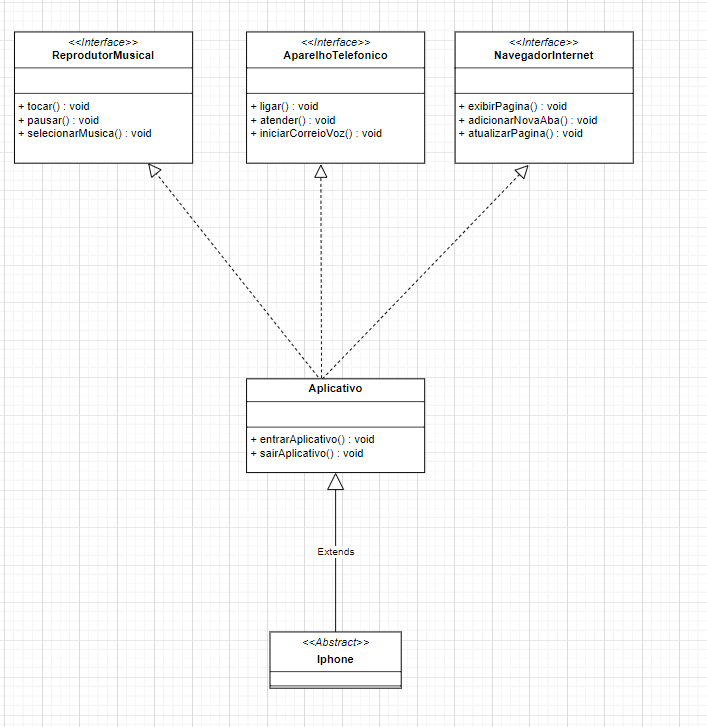 <<Interface>>
ReprodutorMusical
+ tocar() : void
+ pausar() : void
+ selecionarMusica() : void
<<Interface>>
AparelhoTelefonico
+ ligar() : void
+ atender() : void
+ iniciarCorreioVoz() : void
<<Interface>>
NavegadorInternet
+ exibirPagina() : void
+ adicionarNovaAba() : void
+ atualizarPagina() : void
Aplicativo
+ entrarAplicativo() : void
+ sairAplicativo() : void
Extends
<<Abstract>>
Iphone